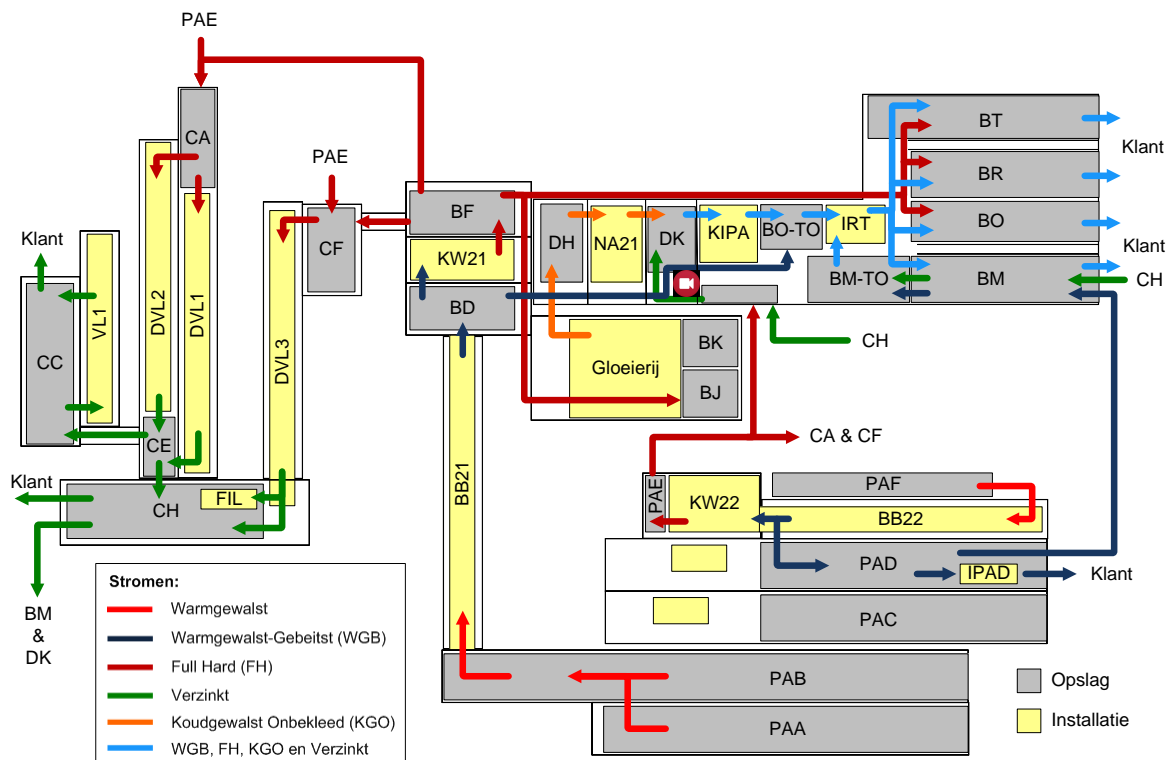 PAE
CA
PAE
BT
Klant
BF
BR
DVL2
DVL1
CF
DH
NA21
DK
KIPA
BO-TO
IRT
BO
Klant
KW21
Klant
BM-TO
BM
CH
BD
VL1
CC
DVL3
Gloeierij
BK
CH
BJ
CE
CA & CF
BB21
Klant
CH
FIL
PAE
KW22
PAF
BB22
PAD
IPAD
Klant
PAC
BM
&
DK
Stromen:
Warmgewalst
Warmgewalst-Gebeitst (WGB)
Full Hard (FH)
Verzinkt
Koudgewalst Onbekleed (KGO)
WGB, FH, KGO en Verzinkt
PAB
PAA
Opslag
Installatie